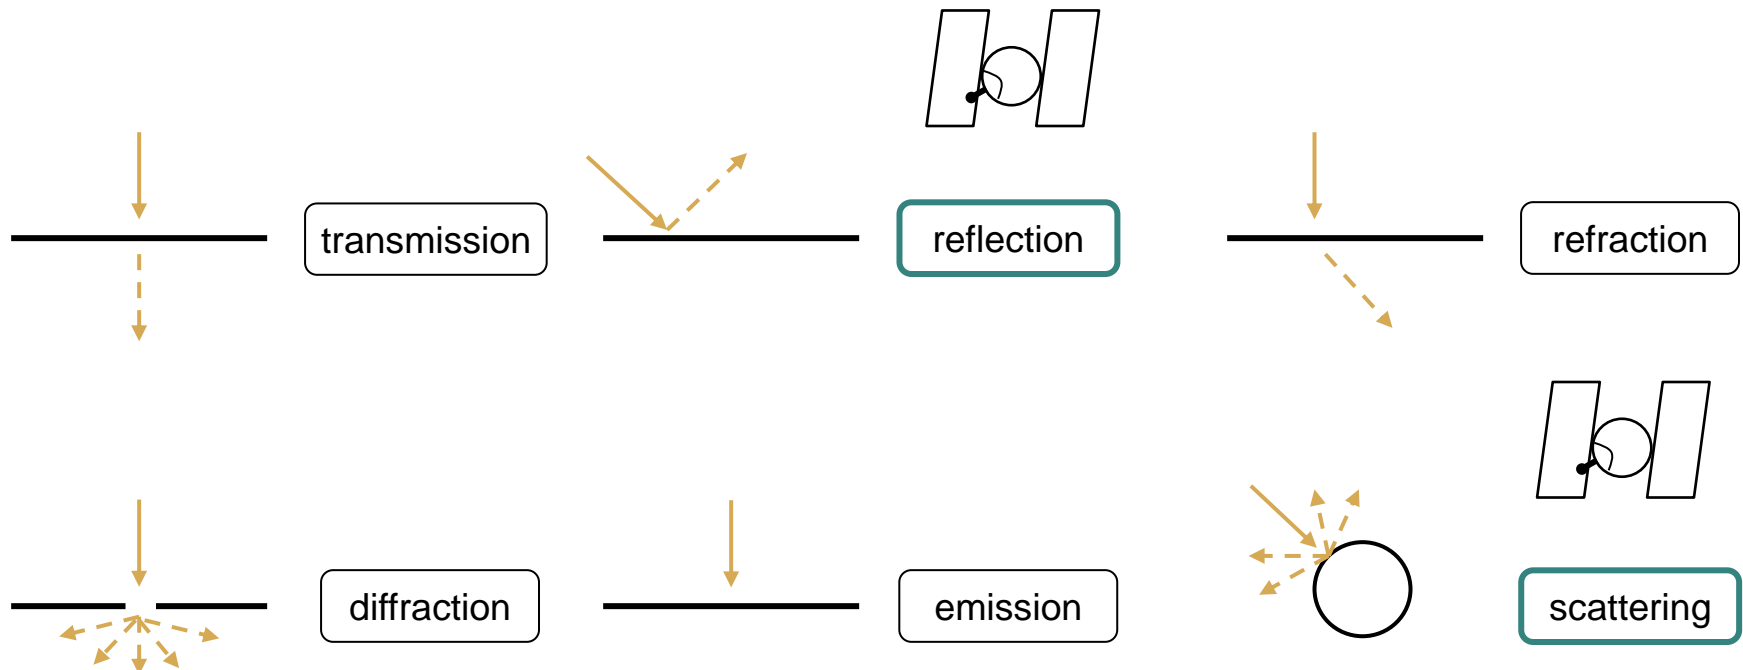 transmission
reflection
refraction
diffraction
emission
scattering